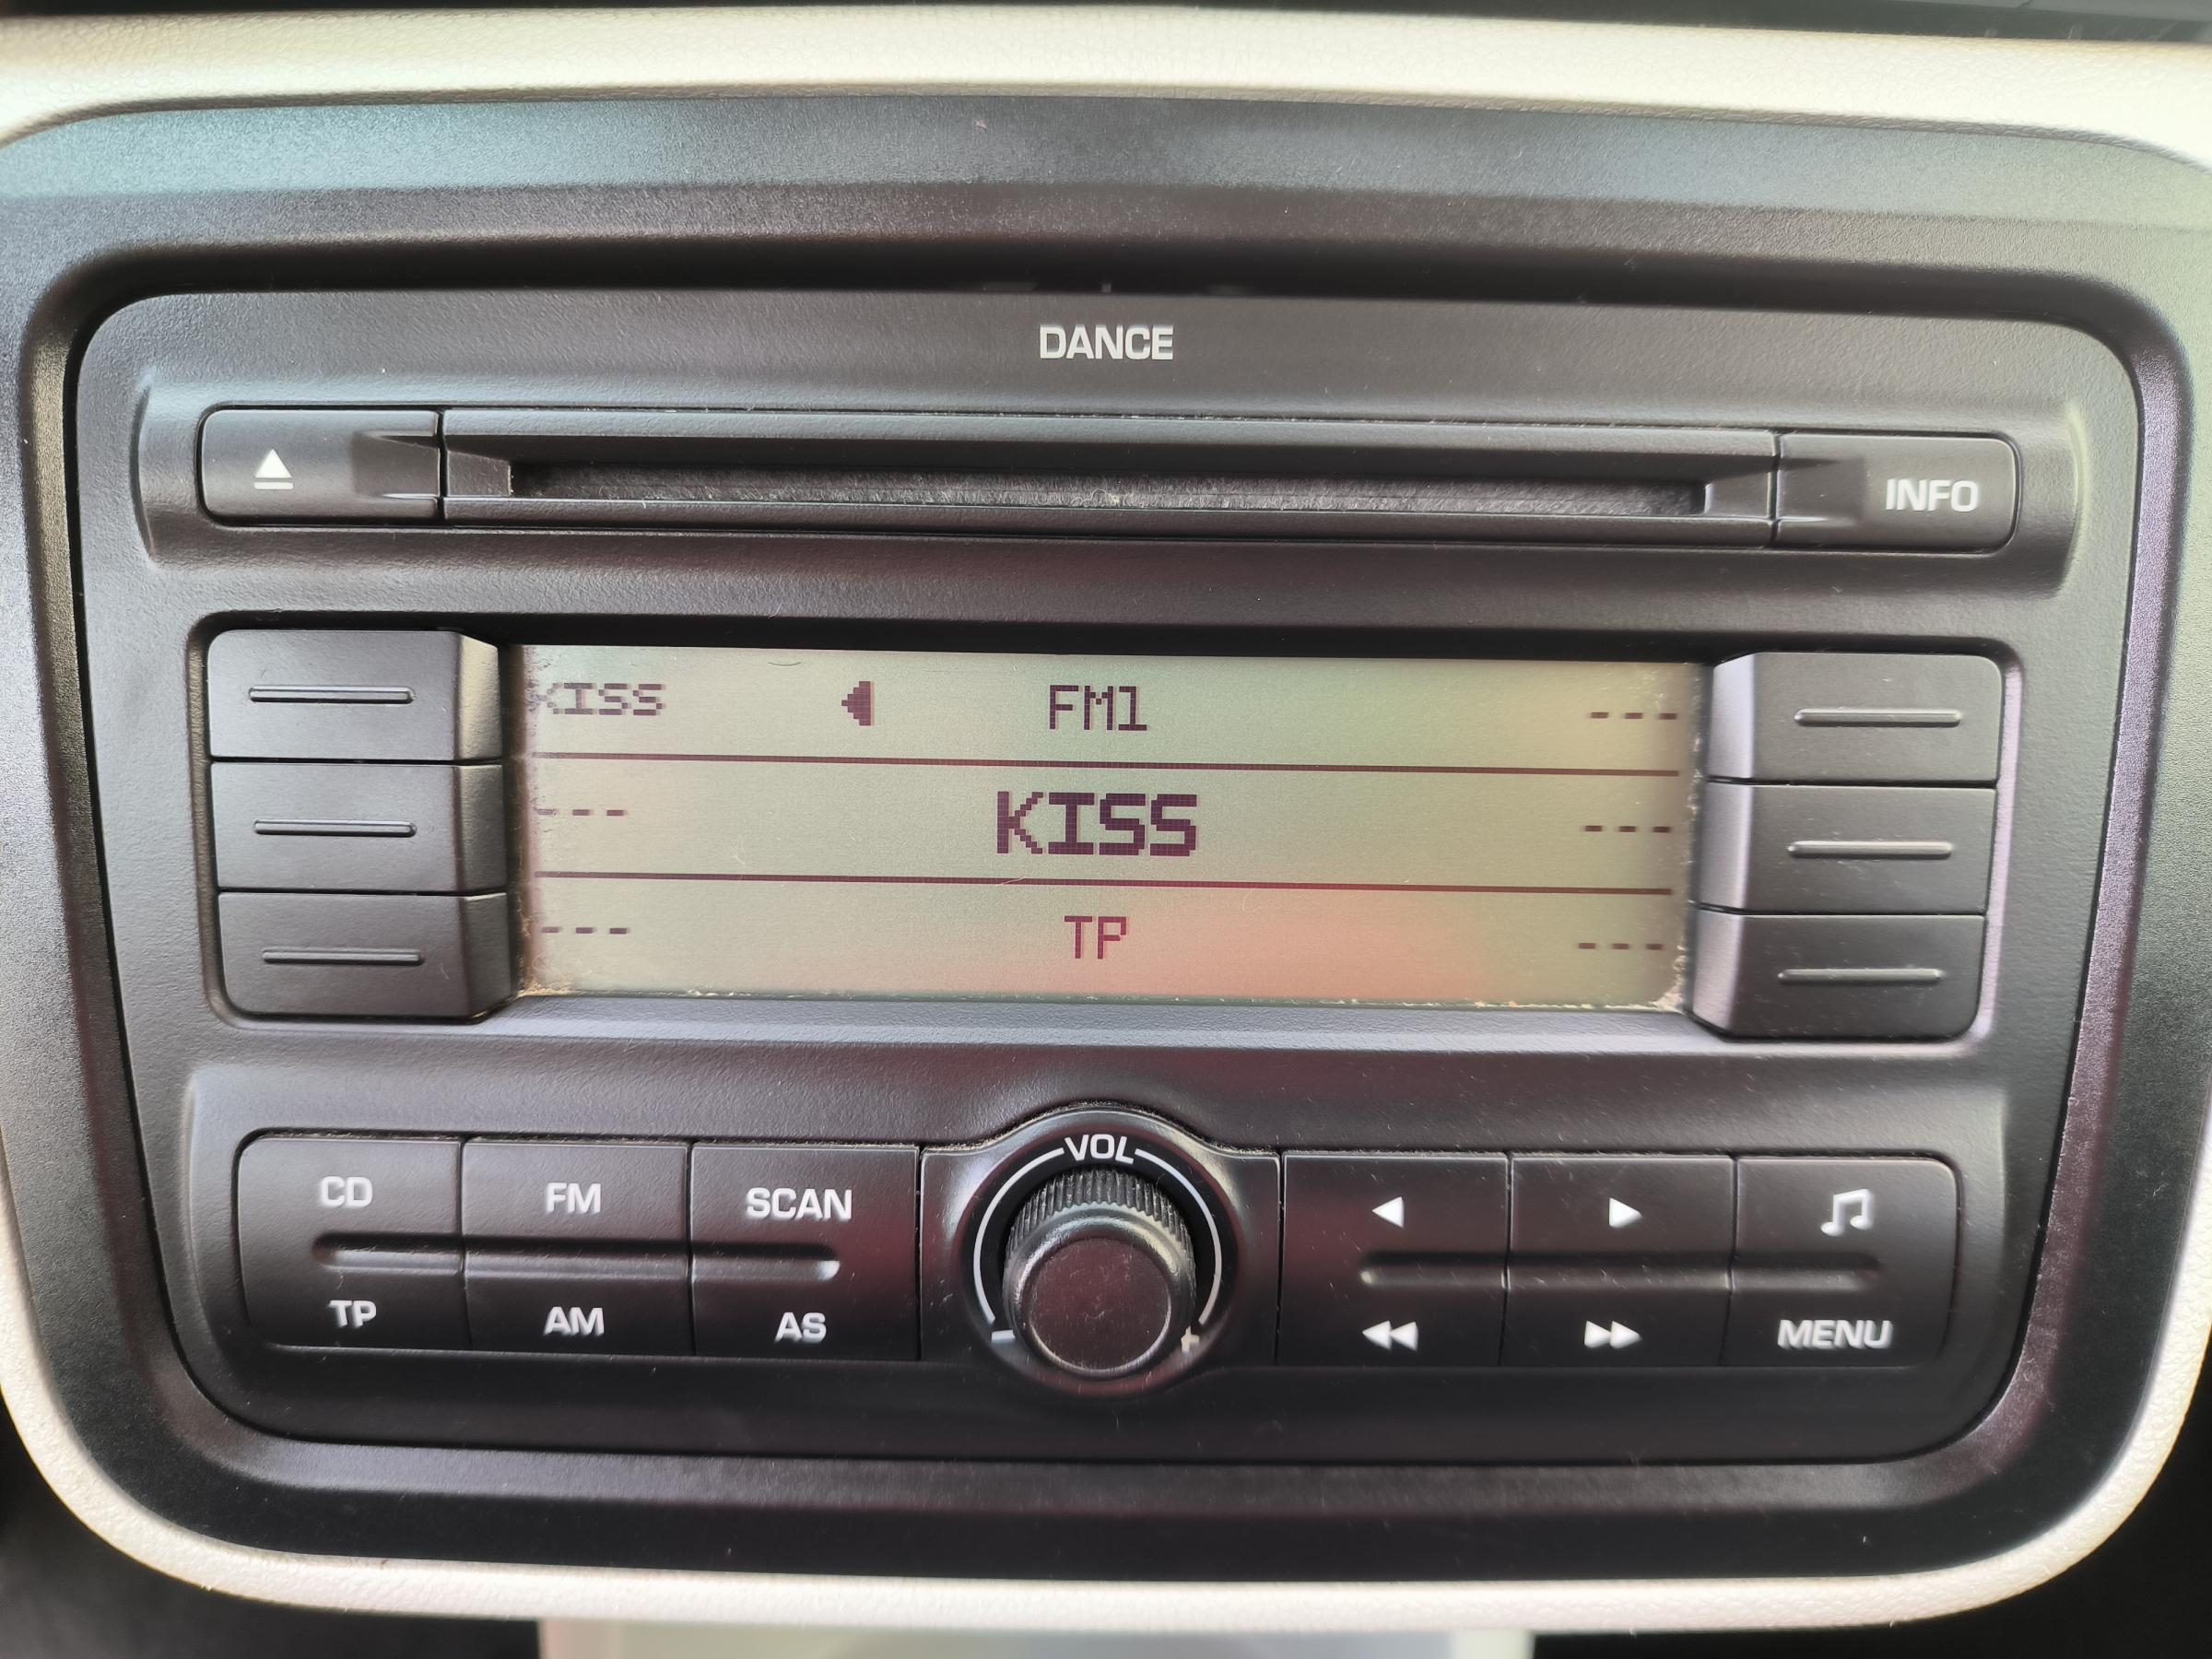 DANCE
INFO
KISS FM1 ---
--- KISS ---
--- TP ---
VOL
CD FM SCAN
TP AM AS MENU